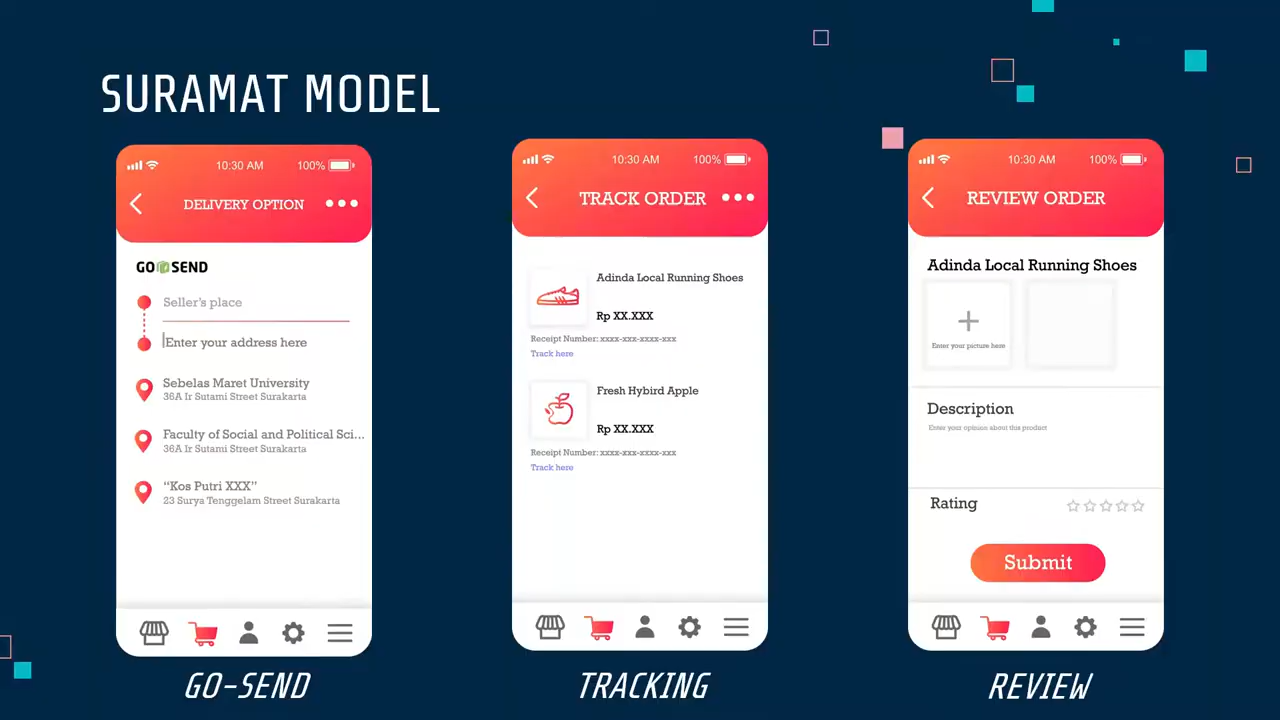 SURAMAT MODEL
10:30 AM 100%
DELIVERY OPTION
GO SEND
Seller's place
Enter your address here
Sebelas Maret University
36A Ir Sutami Street Surakarta
Faculty of Social and Political Sci...
36A Ir Sutami Street Surakarta
“Kos Putri XXX”
23 Surya Tenggelam Street Surakarta
GO-SEND
10:30 AM 100%
TRACK ORDER
Adinda Local Running Shoes
Rp XX.XXX
Receipt Number: xxxx-xxx-xxxx-xxx
Track here
Fresh Hybird Apple
Rp XX.XXX
Receipt Number: xxxx-xxx-xxxx-xxx
Track here
TRACKING
10:30 AM 100%
REVIEW ORDER
Adinda Local Running Shoes
Enter your picture here
Description
Enter your opinion about this product
Rating
Submit
REVIEW